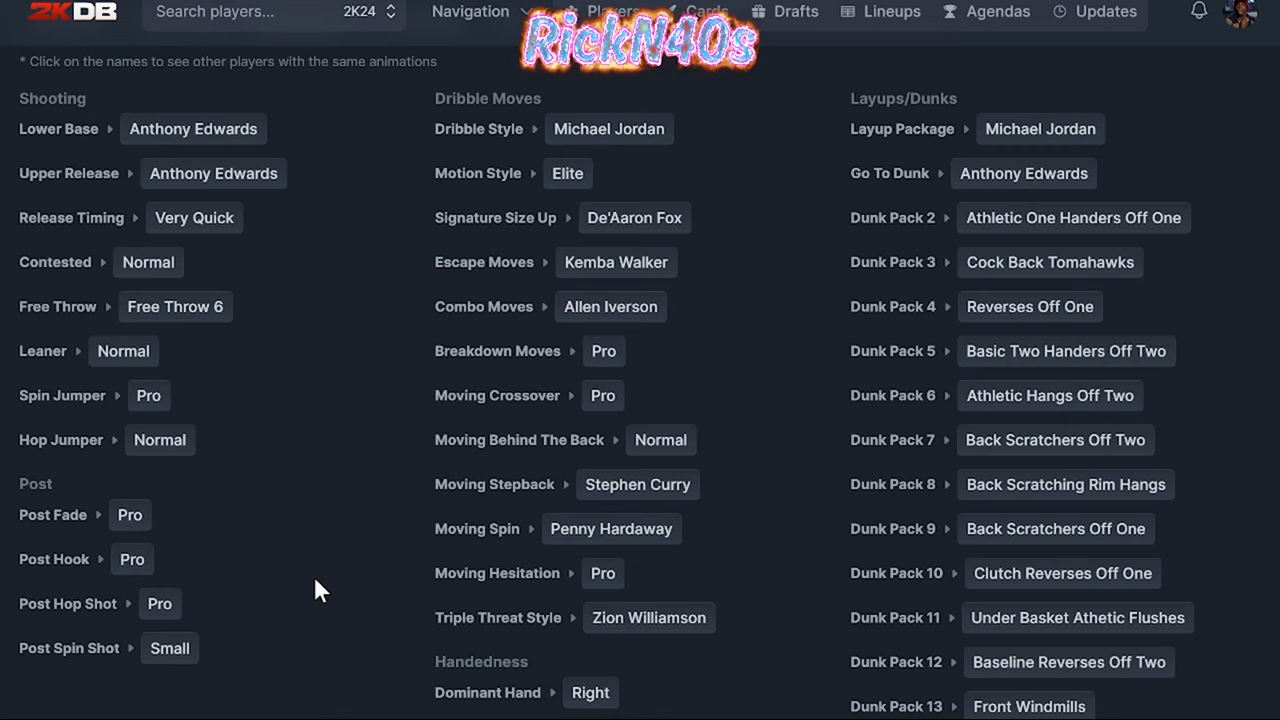 2KDB
Search players...
2K24
Navigation
Players
Cards
Drafts
Lineups
Agendas
Updates
RickN40s
* Click on the names to see other players with the same animations
Shooting
Lower Base
Anthony Edwards
Upper Release
Anthony Edwards
Release Timing
Very Quick
Contested
Normal
Free Throw
Free Throw 6
Leaner
Normal
Spin Jumper
Pro
Hop Jumper
Normal
Post
Post Fade
Pro
Post Hook
Pro
Post Hop Shot
Pro
Post Spin Shot
Small
Dribble Moves
Dribble Style
Michael Jordan
Motion Style
Elite
Signature Size Up
De'Aaron Fox
Escape Moves
Kemba Walker
Combo Moves
Allen Iverson
Breakdown Moves
Pro
Moving Crossover
Pro
Moving Behind The Back
Normal
Moving Stepback
Stephen Curry
Moving Spin
Penny Hardaway
Moving Hesitation
Pro
Triple Threat Style
Zion Williamson
Handedness
Dominant Hand
Right
Layups/Dunks
Layup Package
Michael Jordan
Go To Dunk
Anthony Edwards
Dunk Pack 2
Athletic One Handers Off One
Dunk Pack 3
Cock Back Tomahawks
Dunk Pack 4
Reverses Off One
Dunk Pack 5
Basic Two Handers Off Two
Dunk Pack 6
Athletic Hangs Off Two
Dunk Pack 7
Back Scratchers Off Two
Dunk Pack 8
Back Scratching Rim Hangs
Dunk Pack 9
Back Scratchers Off One
Dunk Pack 10
Clutch Reverses Off One
Dunk Pack 11
Under Basket Athetic Flushes
Dunk Pack 12
Baseline Reverses Off Two
Dunk Pack 13
Front Windmills